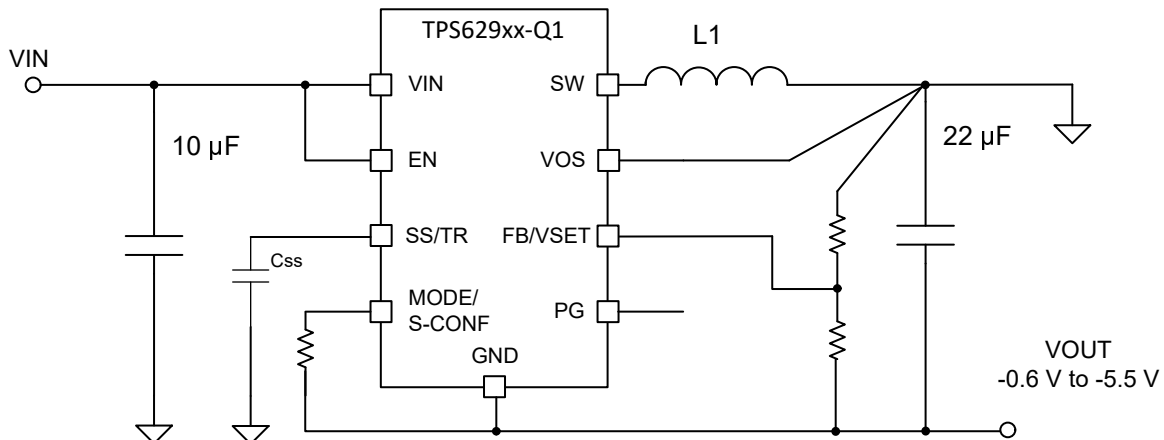 TPS629xx-Q1
L1
VIN
VIN
SW
10 µF
22 µF
EN
VOS
SS/TR
FB/VSET
Css
MODE/
S-CONF
PG
GND
VOUT
-0.6 V to -5.5 V